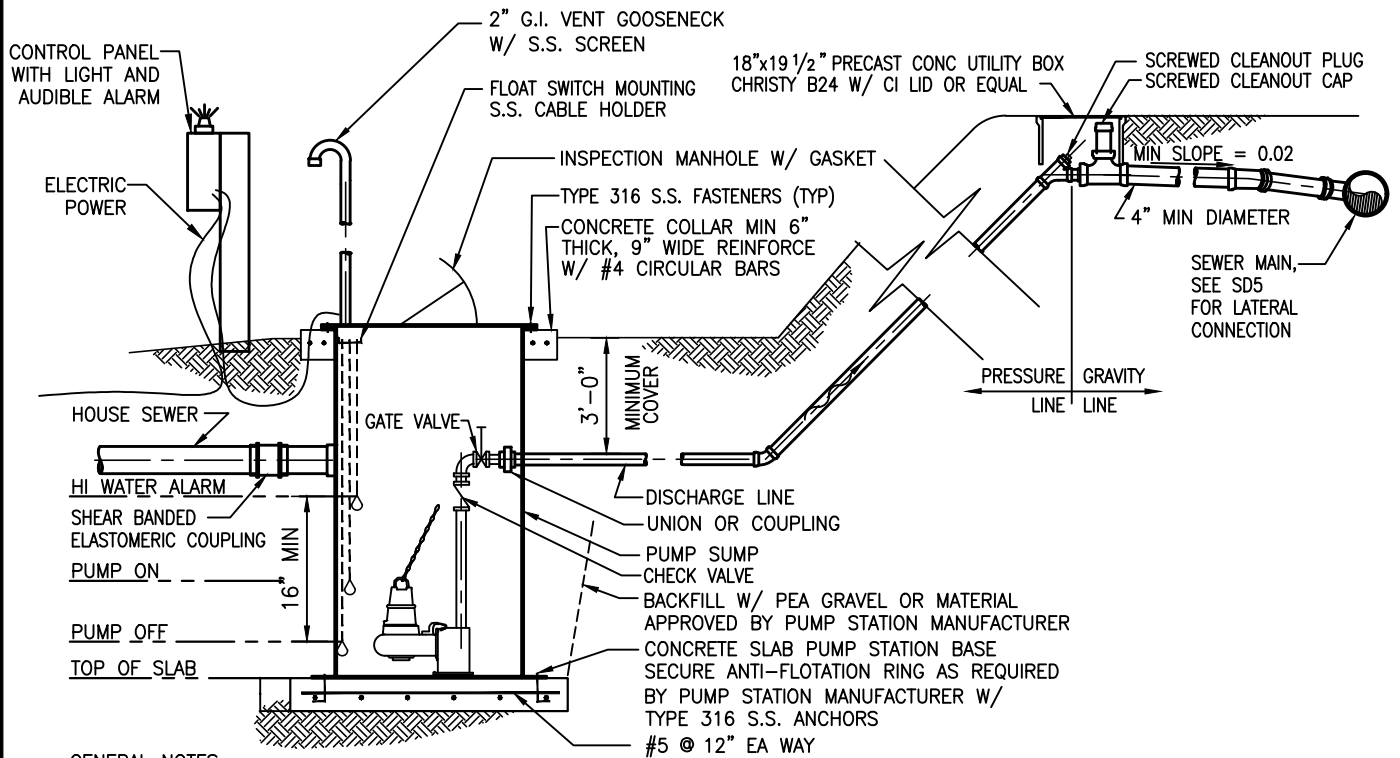 2" G.I. VENT GOOSENECK
W/ S.S. SCREEN
CONTROL PANEL
WITH LIGHT AND
AUDIBLE ALARM
FLOAT SWITCH MOUNTING
S.S. CABLE HOLDER
18"x19 1/2" PRECAST CONC UTILITY BOX
CHRISTY B24 W/ CI LID OR EQUAL
SCREWED CLEANOUT PLUG
SCREWED CLEANOUT CAP
INSPECTION MANHOLE W/ GASKET
MIN SLOPE = 0.02
ELECTRIC
POWER
TYPE 316 S.S. FASTENERS (TYP)
CONCRETE COLLAR MIN 6"
THICK, 9" WIDE REINFORCE
W/ #4 CIRCULAR BARS
4" MIN DIAMETER
SEWER MAIN,
SEE SD5
FOR LATERAL
CONNECTION
3'-0"
MINIMUM
COVER
PRESSURE GRAVITY
LINE LINE
HOUSE SEWER
GATE VALVE
HI WATER ALARM
SHEAR BANDED
ELASTOMERIC COUPLING
16" MIN
PUMP ON
PUMP OFF
TOP OF SLAB
DISCHARGE LINE
UNION OR COUPLING
PUMP SUMP
CHECK VALVE
BACKFILL W/ PEA GRAVEL OR MATERIAL
APPROVED BY PUMP STATION MANUFACTURER
CONCRETE SLAB PUMP STATION BASE
SECURE ANTI-FLOTATION RING AS REQUIRED
BY PUMP STATION MANUFACTURER W/
TYPE 316 S.S. ANCHORS
#5 @ 12" EA WAY
GENERAL NOTES